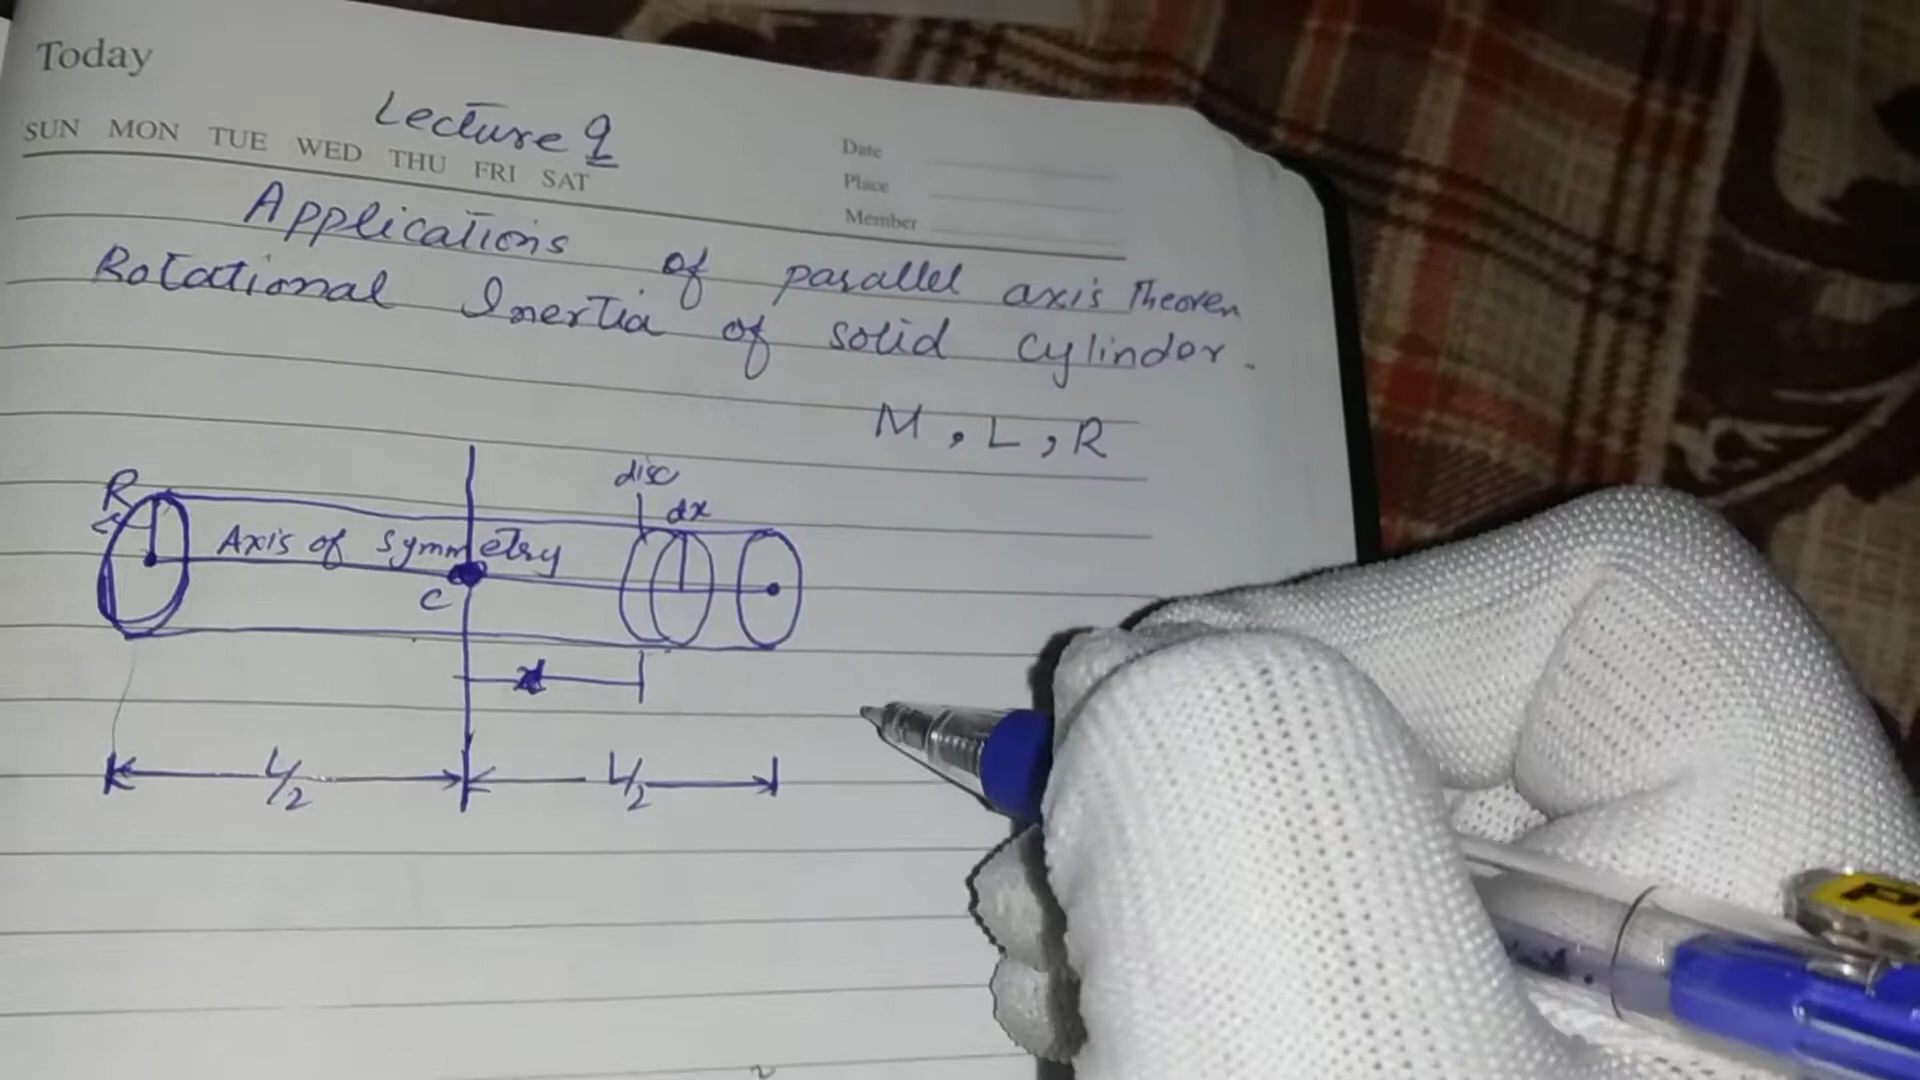 Today
Lecture 9
SUN MON TUE WED THU FRI SAT
Date
Place
Member
Applications of parallel axis Theoren
Rotational Inertia of solid cylinder.
M, L, R
R
disc
dx
Axis of symmetry
C
x
L/2
L/2